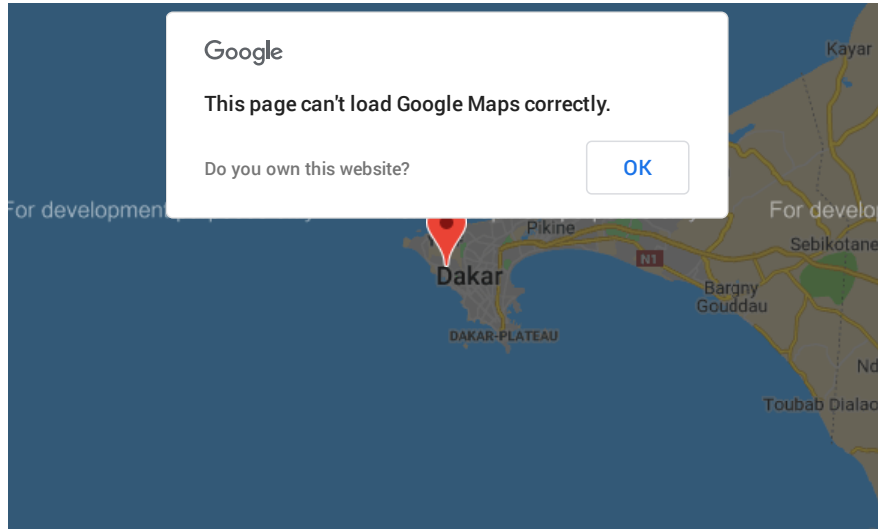 Google
This page can't load Google Maps correctly.
Do you own this website?
OK
Kayar
For development
For develo
Pikine
Sebikotane
N1
Dakar
Bargny
Gouddau
DAKAR-PLATEAU
Nd
Toubab Dialao